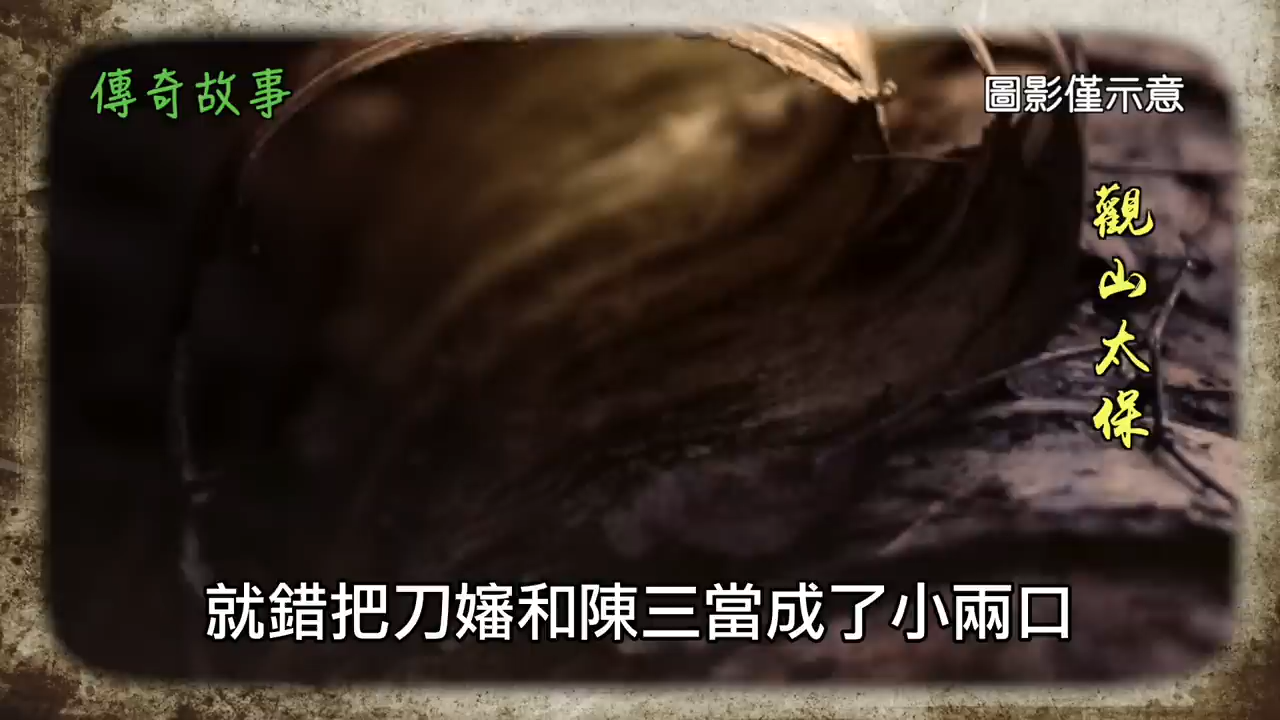 傳奇故事
圖影僅示意
觀山太保
就錯把刀嬸和陳三當成了小兩口